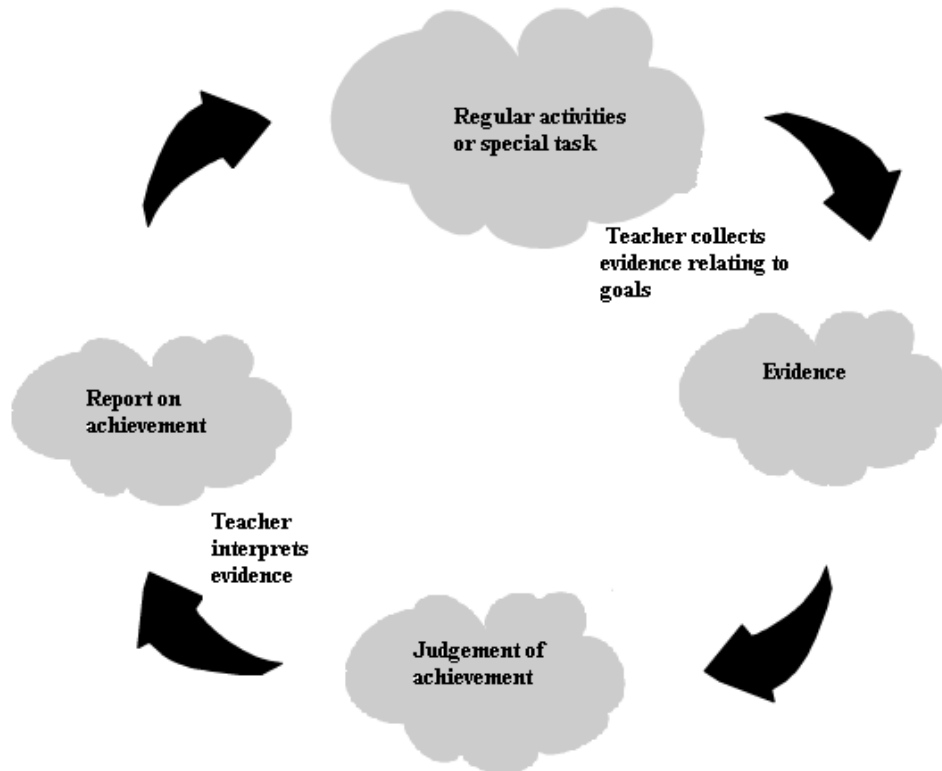 Regular activities
or special task
Teacher collects
evidence relating to
goals
Evidence
Judgement of
achievement
Teacher
interprets
evidence
Report on
achievement